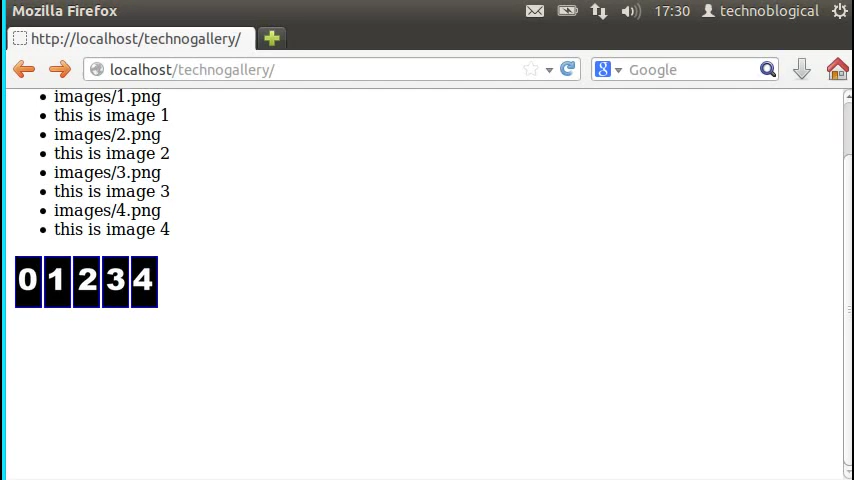 Mozilla Firefox 17:30 technoblogical
http://localhost/technogallery/
localhost/technogallery/ 8 Google
images/1.png
this is image 1
images/2.png
this is image 2
images/3.png
this is image 3
images/4.png
this is image 4
0 1 2 3 4